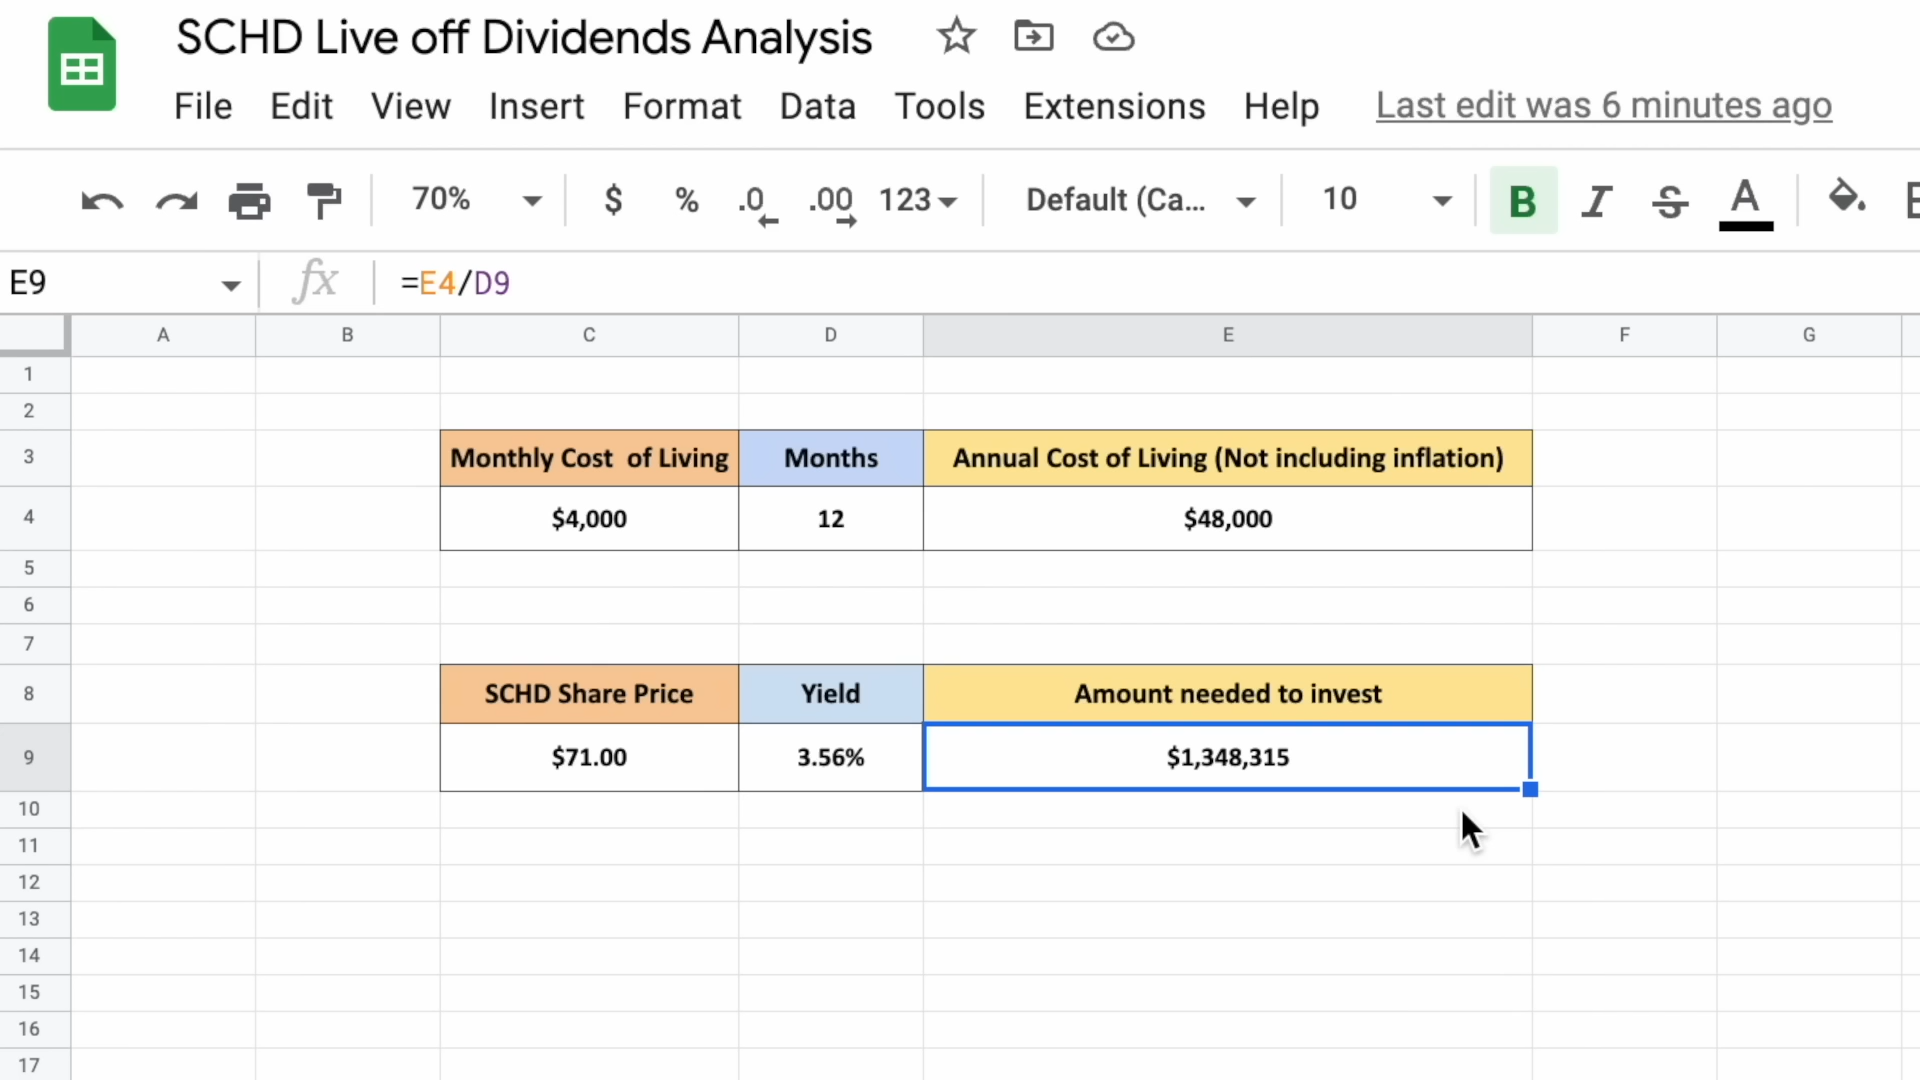 SCHD Live off Dividends Analysis
File Edit View Insert Format Data Tools Extensions Help Last edit was 6 minutes ago
70% $ % .0 .00 123 Default (Ca... 10 B I S A
E9 fx =E4/D9
A B C D E F G
1
2
3 Monthly Cost of Living Months Annual Cost of Living (Not including inflation)
4 $4,000 12 $48,000
5
6
7
8 SCHD Share Price Yield Amount needed to invest
9 $71.00 3.56% $1,348,315
10
11
12
13
14
15
16
17